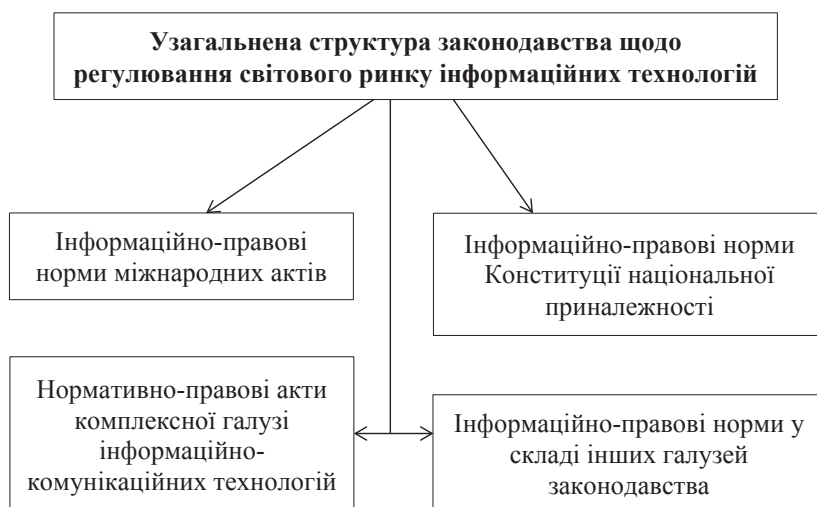 Узагальнена структура законодавства щодо
регулювання світового ринку інформаційних технологій
Інформаційно-правові
норми міжнародних актів
Інформаційно-правові норми
Конституції національної
приналежності
Нормативно-правові акти
комплексної галузі
інформаційно-
комунікаційних технологій
Інформаційно-правові норми у
складі інших галузей
законодавства